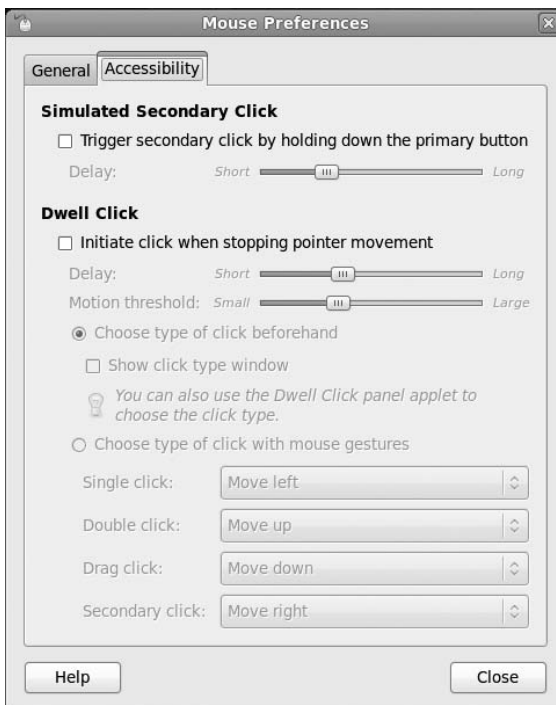 Mouse Preferences
General
Accessibility
Simulated Secondary Click
Trigger secondary click by holding down the primary button
Delay: Short Long
Dwell Click
Initiate click when stopping pointer movement
Delay: Short Long
Motion threshold: Small Large
Choose type of click beforehand
Show click type window
You can also use the Dwell Click panel applet to
choose the click type.
Choose type of click with mouse gestures
Single click: Move left
Double click: Move up
Drag click: Move down
Secondary click: Move right
Help
Close